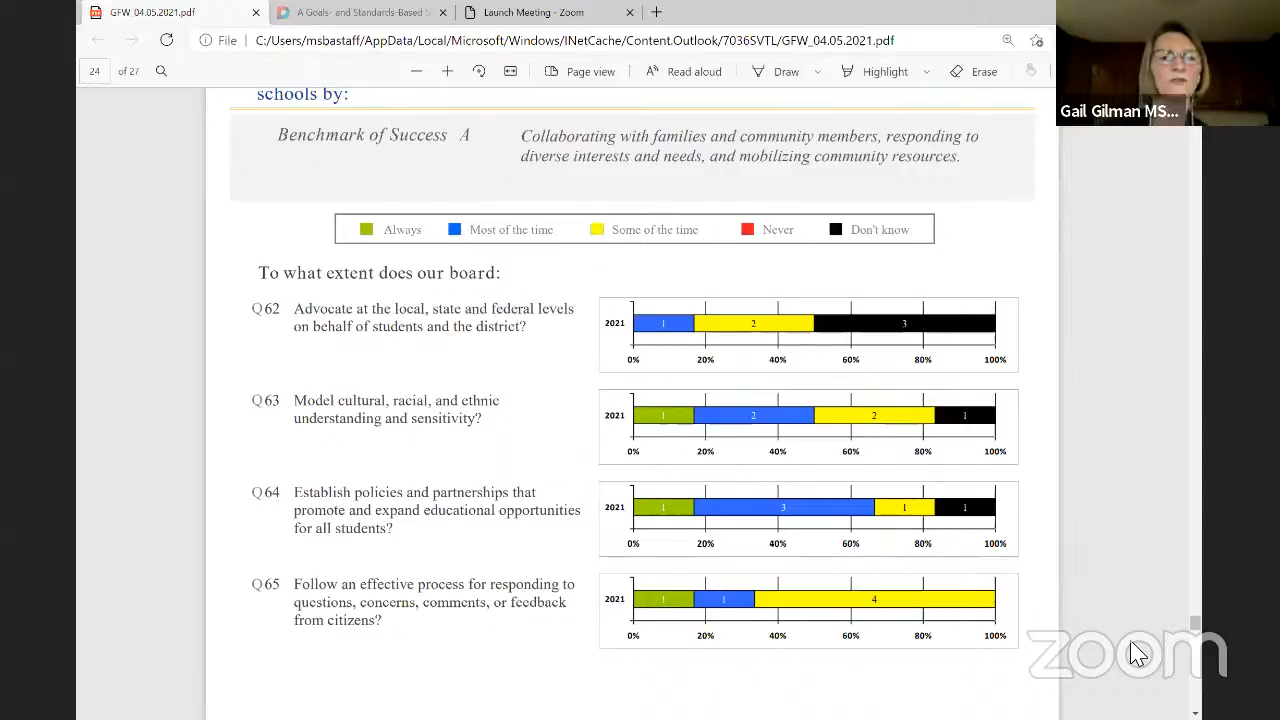 GFW_04.05.2021.pdf
A Goals- and Standards-Based S
Launch Meeting - Zoom
File
C:/Users/msbastaff/AppData/Local/Microsoft/Windows/INetCache/Content.Outlook/7036SVTL/GFW_04.05.2021.pdf
24 of 27
Page view
Read aloud
Draw
Highlight
Erase
Gail Gilman MS...
schools by:
Benchmark of Success A
Collaborating with families and community members, responding to
diverse interests and needs, and mobilizing community resources.
Always Most of the time Some of the time Never Don't know
To what extent does our board:
Q62 Advocate at the local, state and federal levels
on behalf of students and the district?
2021 1 2 3
0% 20% 40% 60% 80% 100%
Q63 Model cultural, racial, and ethnic
understanding and sensitivity?
2021 1 2 2 1
0% 20% 40% 60% 80% 100%
Q64 Establish policies and partnerships that
promote and expand educational opportunities
for all students?
2021 1 3 1 1
0% 20% 40% 60% 80% 100%
Q65 Follow an effective process for responding to
questions, concerns, comments, or feedback
from citizens?
2021 1 1 4
0% 20% 40% 60% 80% 100%
zoom